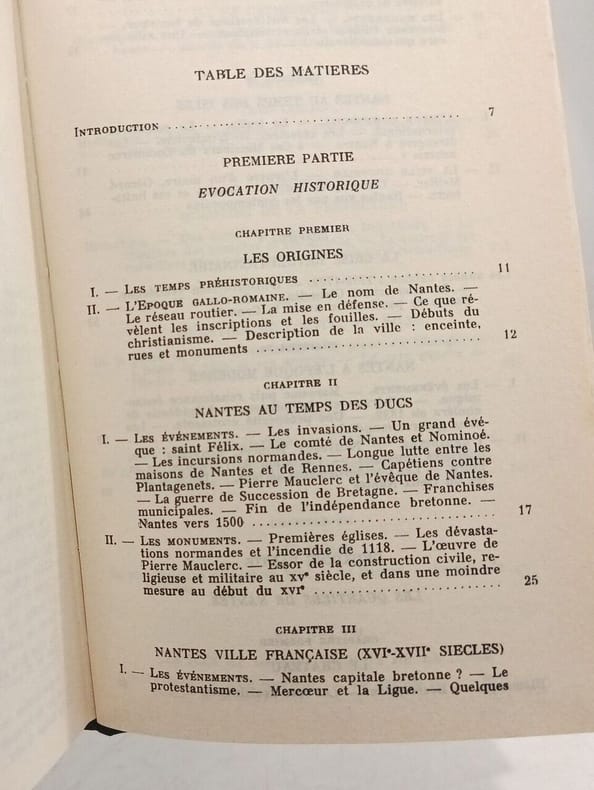 TABLE DES MATIERES
INTRODUCTION ........................................ 7
PREMIERE PARTIE
EVOCATION HISTORIQUE
CHAPITRE PREMIER
LES ORIGINES
I. — LES TEMPS PRÉHISTORIQUES ........................ 11
II. — L'EPOQUE GALLO-ROMAINE. — Le nom de Nantes. —
Le réseau routier. — La mise en défense. — Ce que ré-
vèlent les inscriptions et les fouilles. — Débuts du
christianisme. — Description de la ville : enceinte,
rues et monuments ................................ 12
CHAPITRE II
NANTES AU TEMPS DES DUCS
I. — LES ÉVÉNEMENTS. — Les invasions. — Un grand évê-
que : saint Félix. — Le comté de Nantes et Nominoé.
— Les incursions normandes. — Longue lutte entre les
maisons de Nantes et de Rennes. — Capétiens contre
Plantagenets. — Pierre Mauclerc et l'évêque de Nantes.
— La guerre de Succession de Bretagne. — Franchises
municipales. — Fin de l'indépendance bretonne. —
Nantes vers 1500 ................................ 17
II. — LES MONUMENTS. — Premières églises. — Les dévasta-
tions normandes et l'incendie de 1118. — L'œuvre de
Pierre Mauclerc. — Essor de la construction civile, re-
ligieuse et militaire au XVe siècle, et dans une moindre
mesure au début du XVIe ........................ 25
CHAPITRE III
NANTES VILLE FRANÇAISE (XVIe-XVIIe SIECLES)
I. — LES ÉVÉNEMENTS. — Nantes capitale bretonne ? — Le
protestantisme. — Mercœur et la Ligue. — Quelques